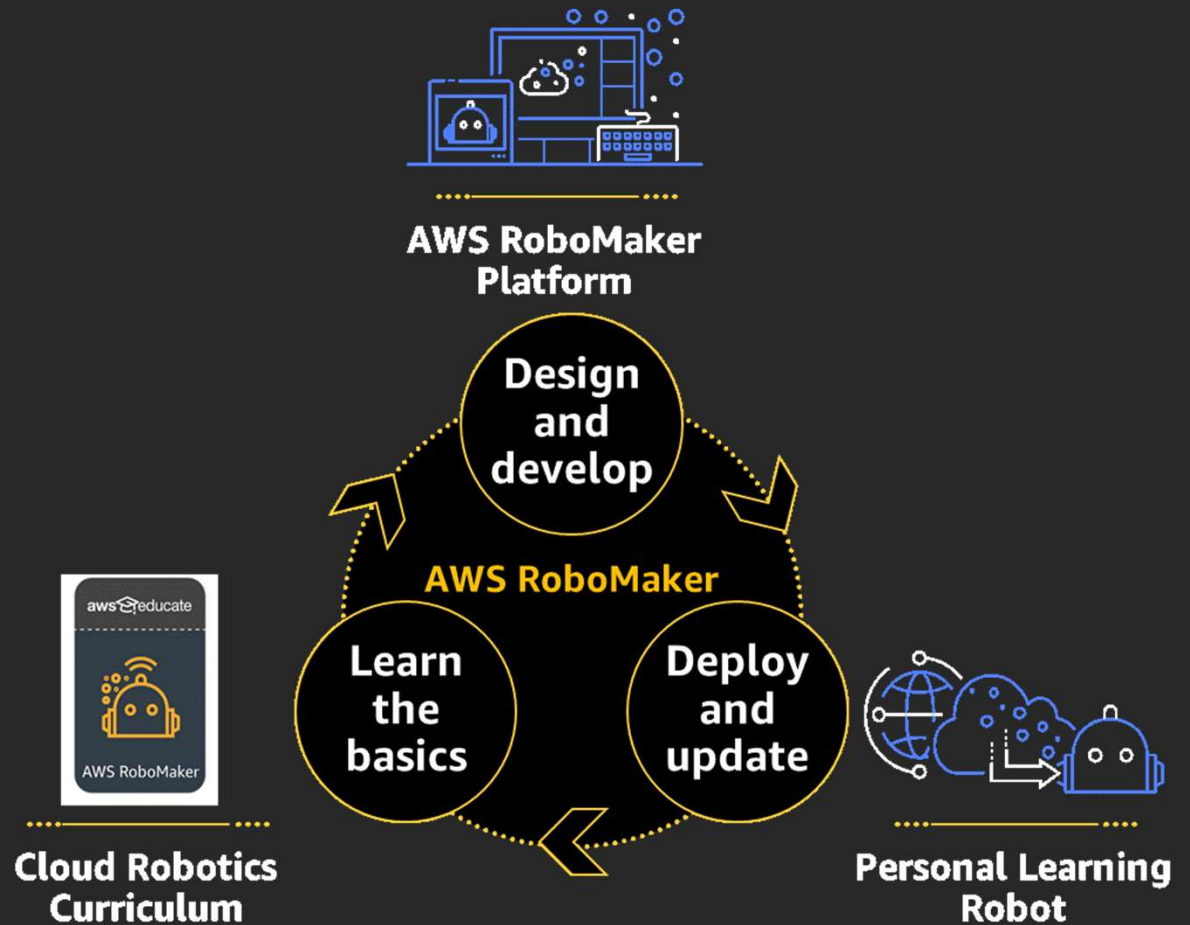 AWS RoboMaker
Platform
Design
and
develop
AWS RoboMaker
Learn
the
basics
Deploy
and
update
aws educate
AWS RoboMaker
Cloud Robotics
Curriculum
Personal Learning
Robot